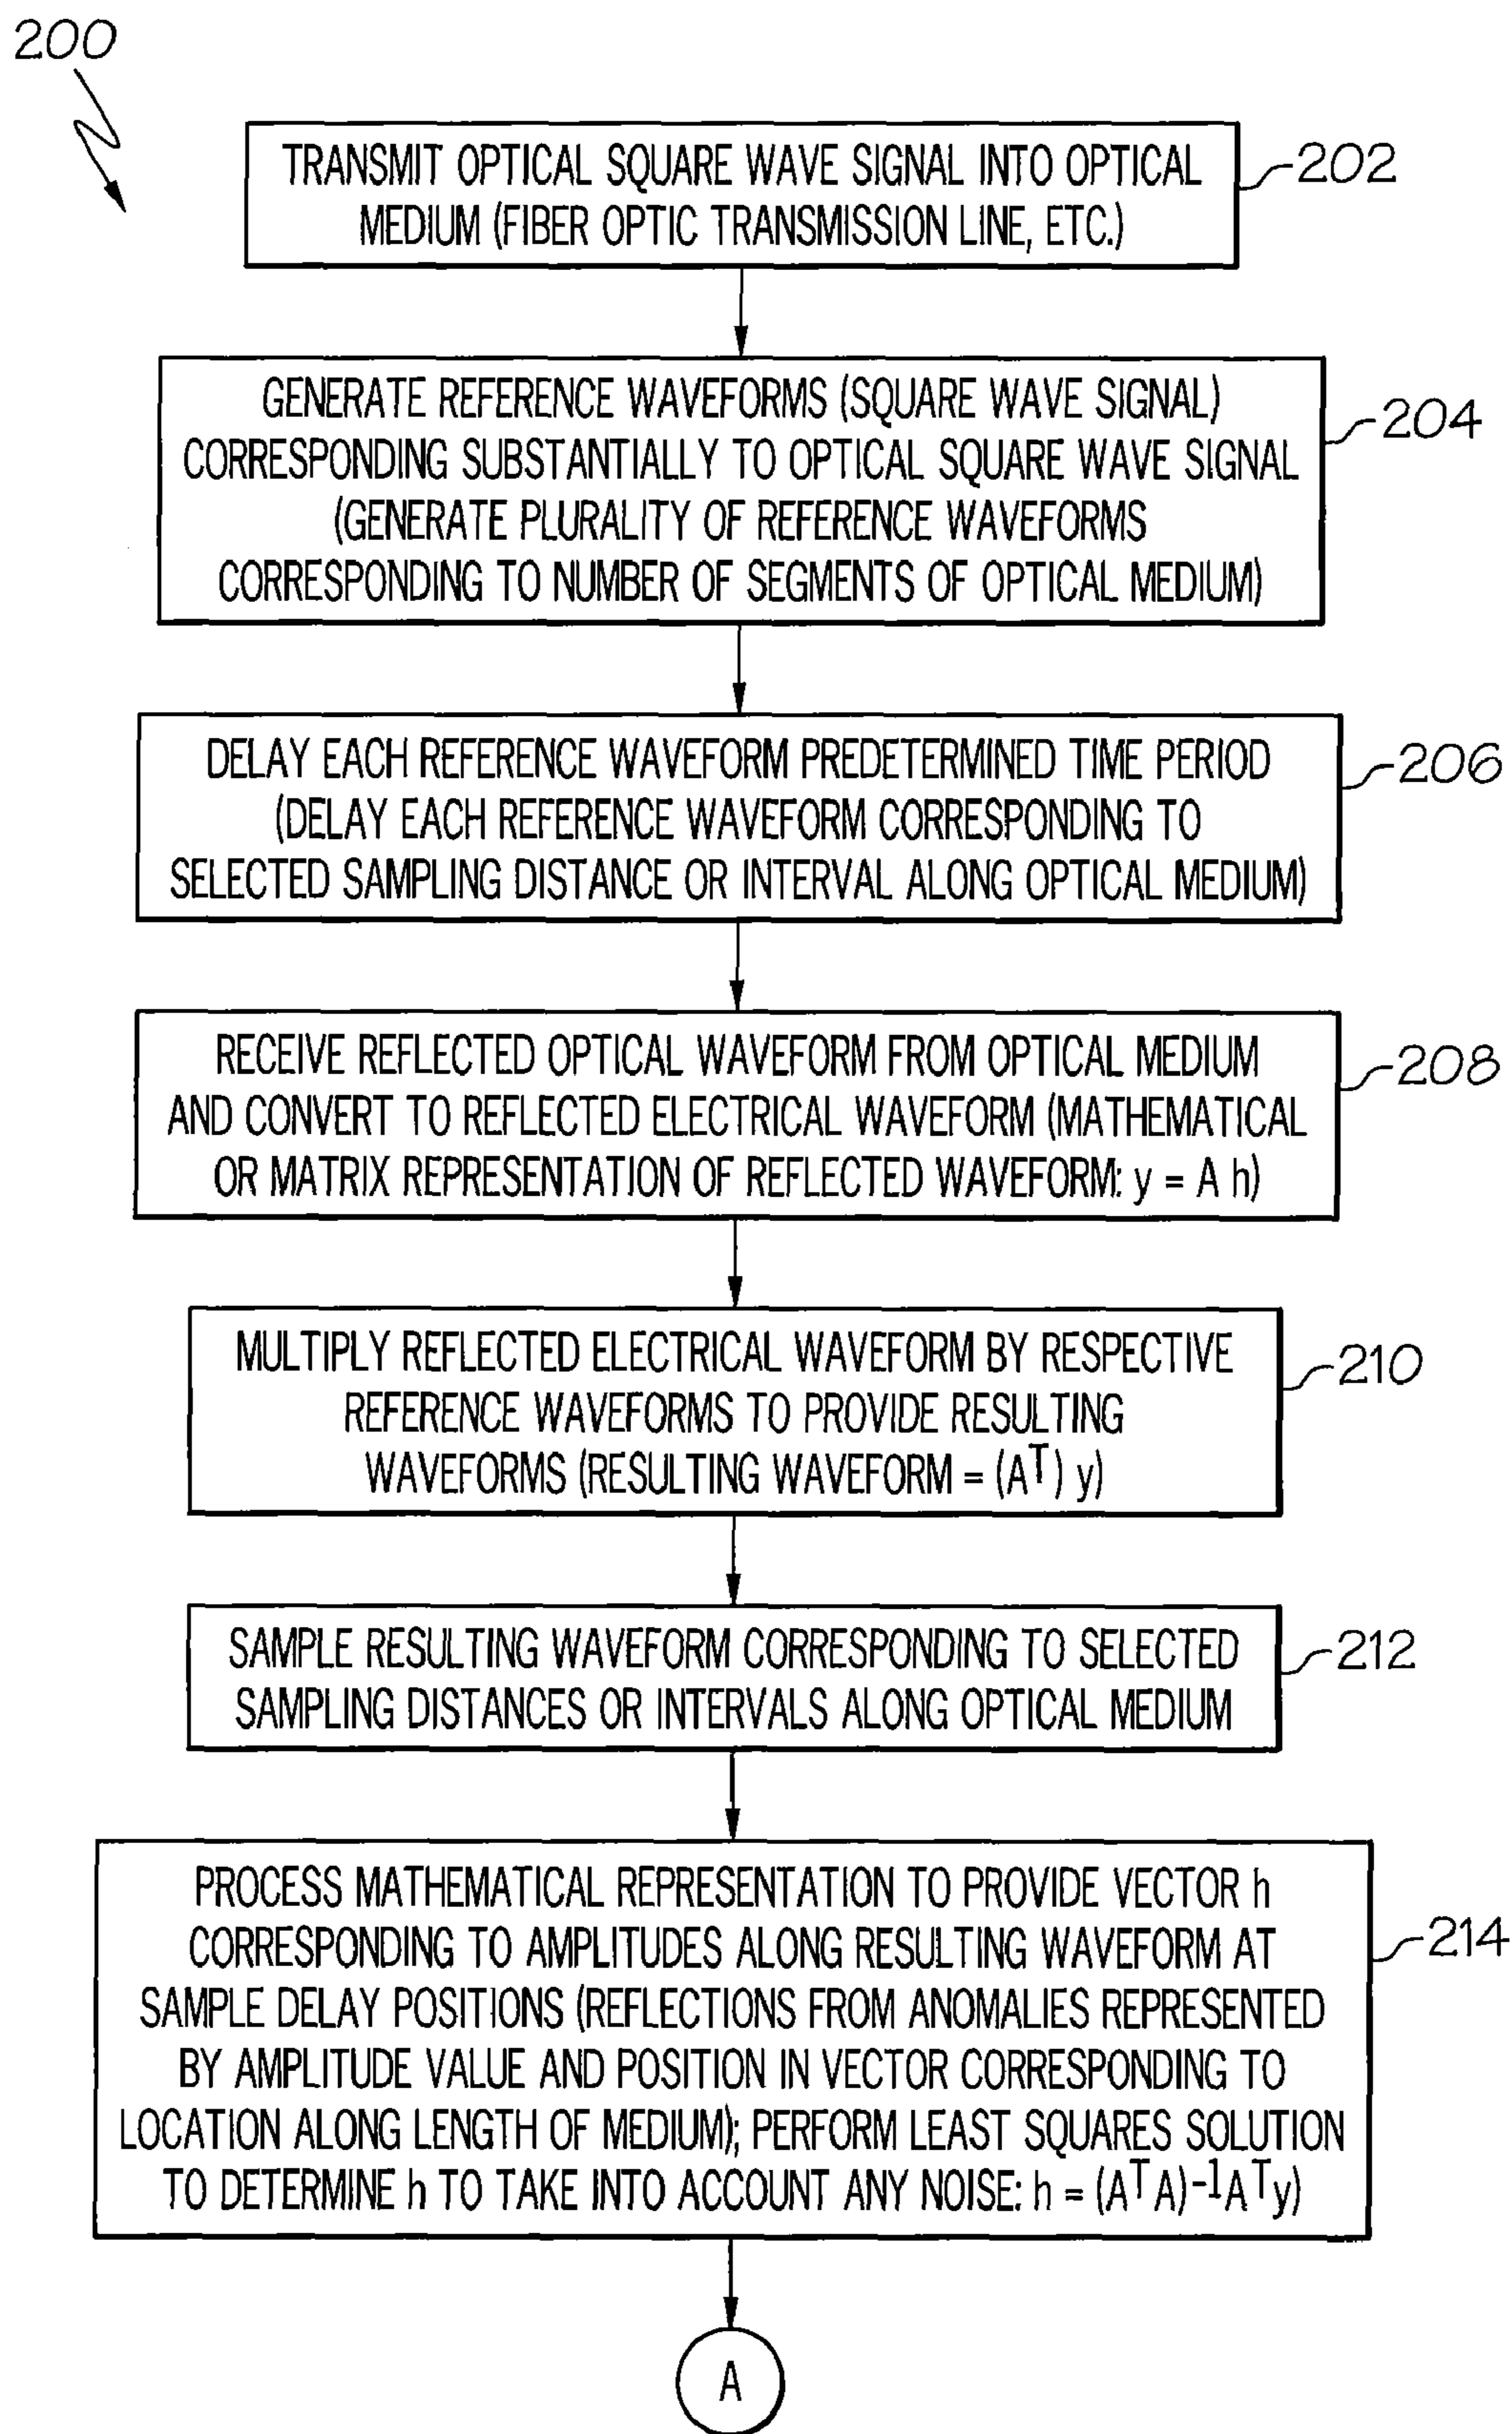 200
TRANSMIT OPTICAL SQUARE WAVE SIGNAL INTO OPTICAL
MEDIUM (FIBER OPTIC TRANSMISSION LINE, ETC.)
202
GENERATE REFERENCE WAVEFORMS (SQUARE WAVE SIGNAL)
CORRESPONDING SUBSTANTIALLY TO OPTICAL SQUARE WAVE SIGNAL
(GENERATE PLURALITY OF REFERENCE WAVEFORMS
CORRESPONDING TO NUMBER OF SEGMENTS OF OPTICAL MEDIUM)
204
DELAY EACH REFERENCE WAVEFORM PREDETERMINED TIME PERIOD
(DELAY EACH REFERENCE WAVEFORM CORRESPONDING TO
SELECTED SAMPLING DISTANCE OR INTERVAL ALONG OPTICAL MEDIUM)
206
RECEIVE REFLECTED OPTICAL WAVEFORM FROM OPTICAL MEDIUM
AND CONVERT TO REFLECTED ELECTRICAL WAVEFORM (MATHEMATICAL
OR MATRIX REPRESENTATION OF REFLECTED WAVEFORM: y = A h)
208
MULTIPLY REFLECTED ELECTRICAL WAVEFORM BY RESPECTIVE
REFERENCE WAVEFORMS TO PROVIDE RESULTING
WAVEFORMS (RESULTING WAVEFORM = (Aᵀ) y)
210
SAMPLE RESULTING WAVEFORM CORRESPONDING TO SELECTED
SAMPLING DISTANCES OR INTERVALS ALONG OPTICAL MEDIUM
212
PROCESS MATHEMATICAL REPRESENTATION TO PROVIDE VECTOR h
CORRESPONDING TO AMPLITUDES ALONG RESULTING WAVEFORM AT
SAMPLE DELAY POSITIONS (REFLECTIONS FROM ANOMALIES REPRESENTED
BY AMPLITUDE VALUE AND POSITION IN VECTOR CORRESPONDING TO
LOCATION ALONG LENGTH OF MEDIUM); PERFORM LEAST SQUARES SOLUTION
TO DETERMINE h TO TAKE INTO ACCOUNT ANY NOISE: h = (Aᵀ A)⁻¹ Aᵀ y)
214
A